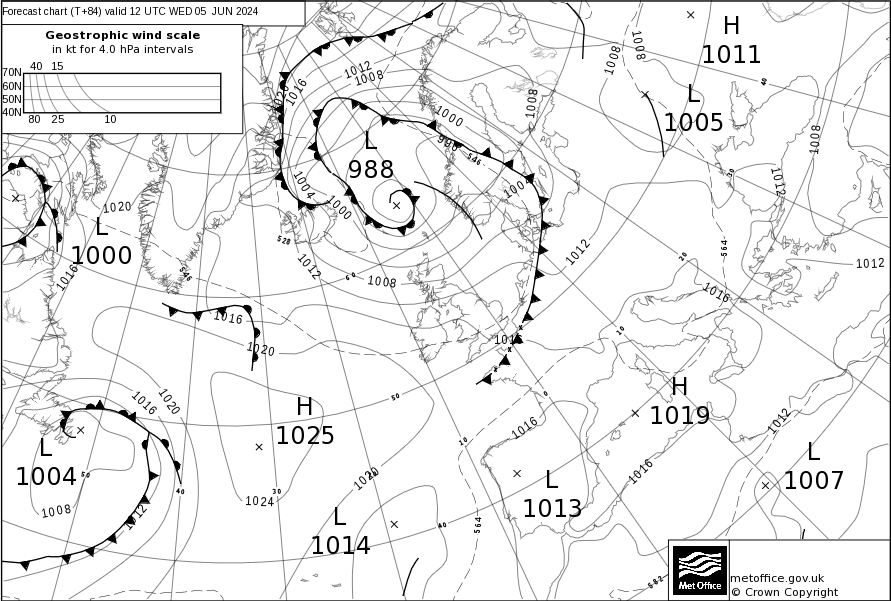 Forecast chart (T+84) valid 12 UTC WED 05 JUN 2024
Geostrophic wind scale
in kt for 4.0 hPa intervals
40 15
70N
60N
50N
40N
80 25 10
H
1011
L
1005
L
988
L
1000
H
1025
L
1004
L
1014
L
1013
H
1019
L
1007
1012
1008
1016
1020
1008
1008
1008
1000
996
546
1004
1004
1000
528
1012
60
1008
1020
1016
546
1016
1020
1012
1012
1008
40
30
564
20
1016
1012
10
1016
50
0
10
1016
1016
1012
1020
1016
50
1008
1012
40
30
1024
1020
40
564
582
Met Office
metoffice.gov.uk
© Crown Copyright